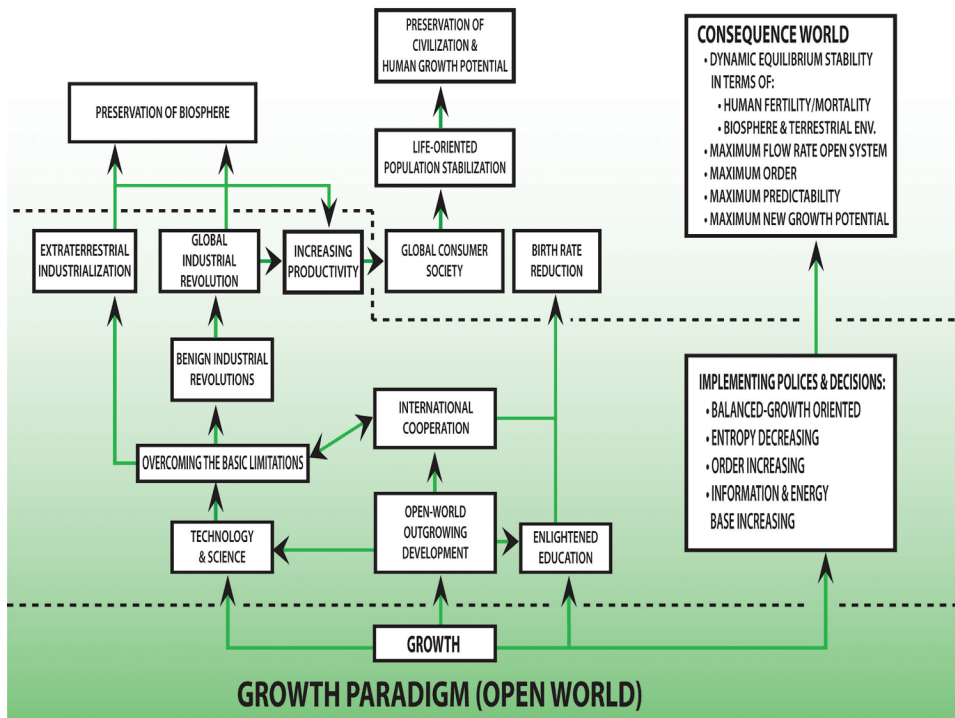 PRESERVATION OF
CIVILIZATION &
HUMAN GROWTH POTENTIAL
CONSEQUENCE WORLD
• DYNAMIC EQUILIBRIUM STABILITY
IN TERMS OF:
• HUMAN FERTILITY/MORTALITY
• BIOSPHERE & TERRESTRIAL ENV.
• MAXIMUM FLOW RATE OPEN SYSTEM
• MAXIMUM ORDER
• MAXIMUM PREDICTABILITY
• MAXIMUM NEW GROWTH POTENTIAL
PRESERVATION OF BIOSPHERE
LIFE-ORIENTED
POPULATION STABILIZATION
EXTRATERRESTRIAL
INDUSTRIALIZATION
GLOBAL
INDUSTRIAL
REVOLUTION
INCREASING
PRODUCTIVITY
GLOBAL CONSUMER
SOCIETY
BIRTH RATE
REDUCTION
BENIGN INDUSTRIAL
REVOLUTIONS
IMPLEMENTING POLICES & DECISIONS:
• BALANCED-GROWTH ORIENTED
• ENTROPY DECREASING
• ORDER INCREASING
• INFORMATION & ENERGY
BASE INCREASING
INTERNATIONAL
COOPERATION
OVERCOMING THE BASIC LIMITATIONS
TECHNOLOGY
& SCIENCE
OPEN-WORLD
OUTGROWING
DEVELOPMENT
ENLIGHTENED
EDUCATION
GROWTH
GROWTH PARADIGM (OPEN WORLD)